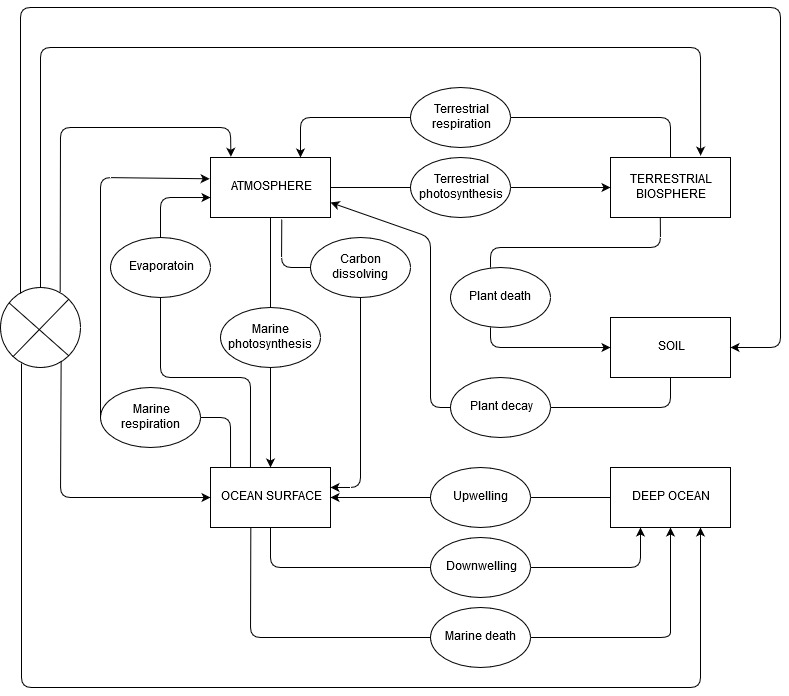 Terrestrial
respiration
ATMOSPHERE
Terrestrial
photosynthesis
TERRESTRIAL
BIOSPHERE
Evaporatoin
Carbon
dissolving
Plant death
Marine
photosynthesis
SOIL
Marine
respiration
Plant decay
OCEAN SURFACE
Upwelling
DEEP OCEAN
Downwelling
Marine death